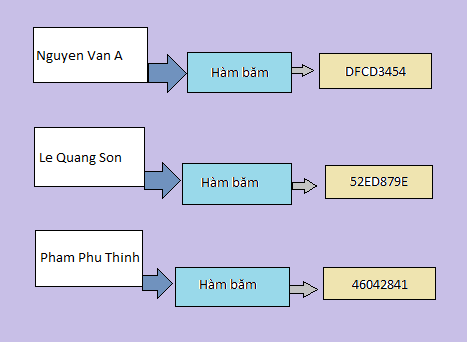 Nguyen Van A
Hàm băm
DFCD3454
Le Quang Son
Hàm băm
52ED879E
Pham Phu Thinh
Hàm băm
46042841